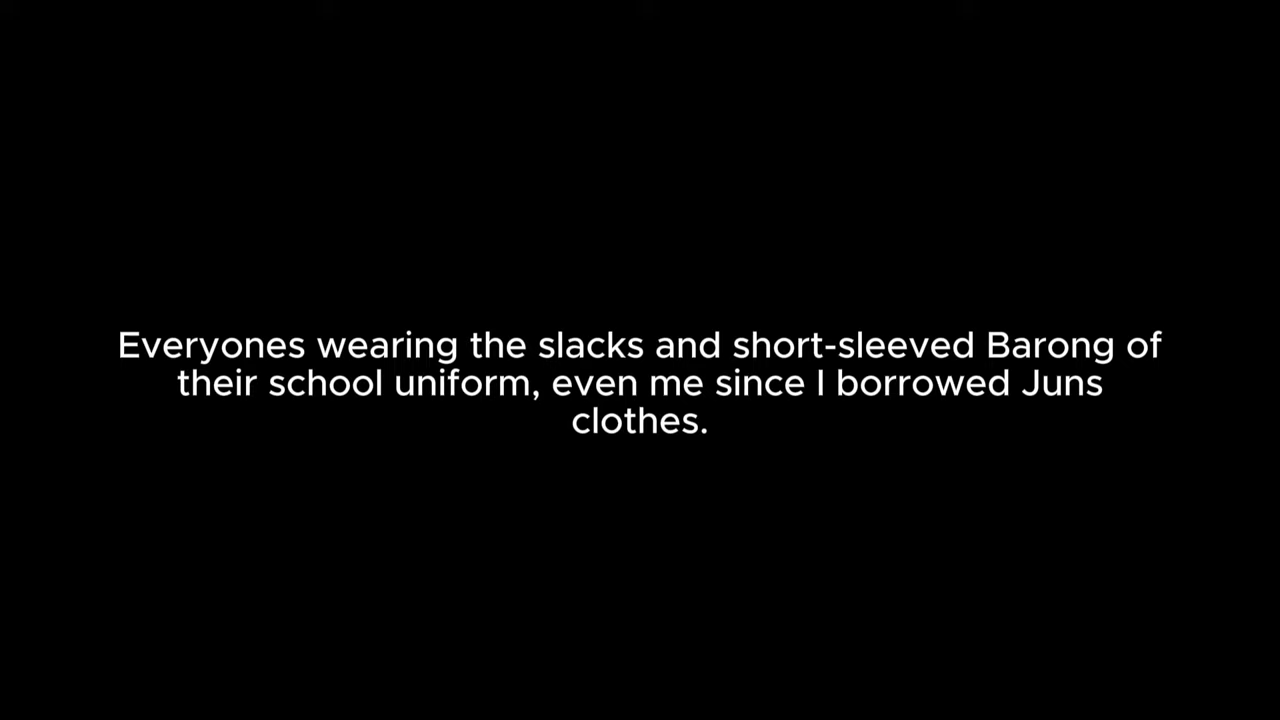 Everyones wearing the slacks and short-sleeved Barong of
their school uniform, even me since I borrowed Juns
clothes.